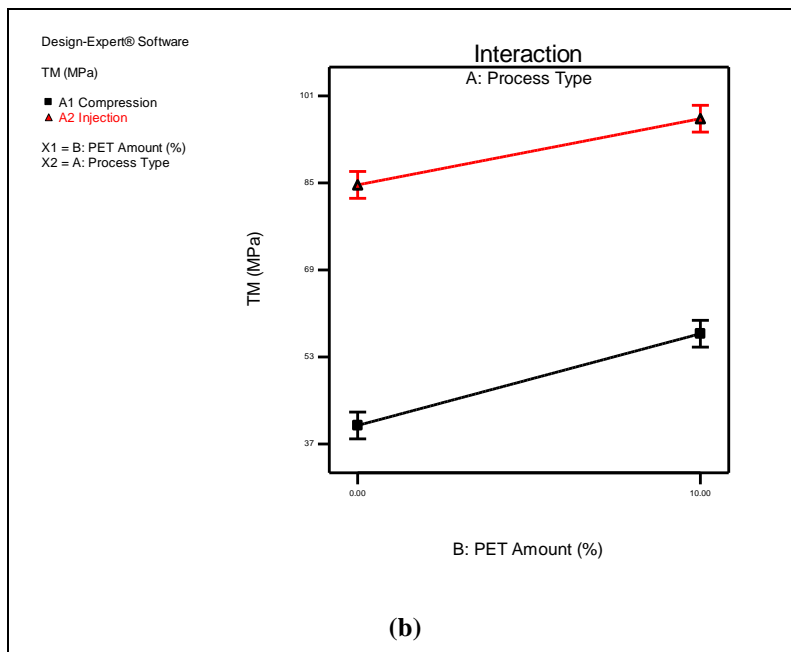 Design-Expert® Software
TM (MPa)
A1 Compression
A2 Injection
X1 = B: PET Amount (%)
X2 = A: Process Type
Interaction
A: Process Type
TM (MPa)
101
85
69
53
37
0.00
10.00
B: PET Amount (%)
(b)